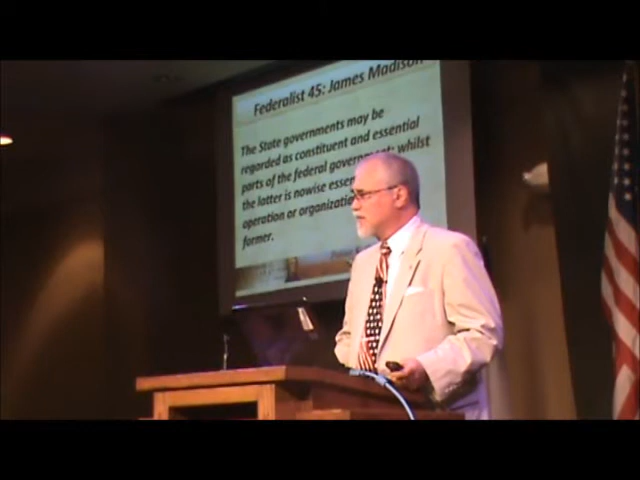 Federalist 45: James Madison
The State governments may be
regarded as constituent and essential
parts of the federal government; whilst
the latter is nowise
operation or
former.